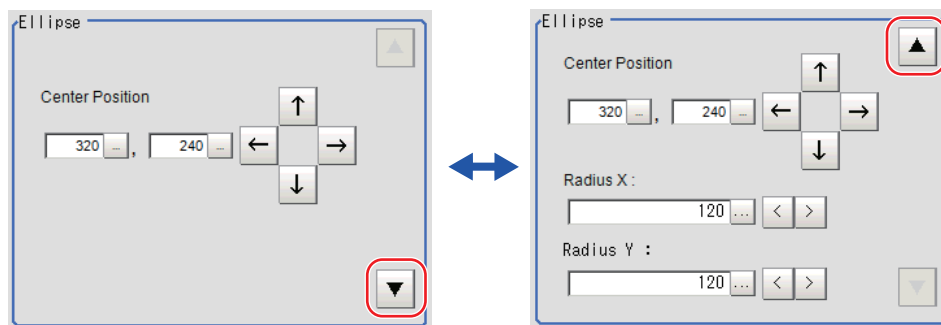 Ellipse
Center Position
320 ... , 240 ... ← ↑ → ↓
▲
▼
Ellipse
▲
Center Position
320 ... , 240 ... ← ↑ → ↓
Radius X :
120 ... < >
Radius Y :
120 ... < >
▼